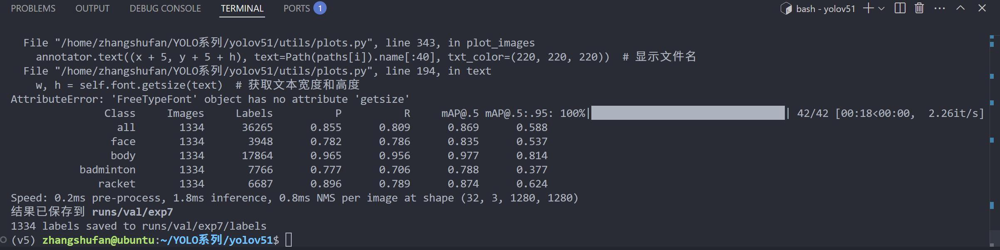 PROBLEMS OUTPUT DEBUG CONSOLE TERMINAL PORTS 1 bash - yolov51
File "/home/zhangshufan/YOLO系列/yolov51/utils/plots.py", line 343, in plot_images
annotator.text((x + 5, y + 5 + h), text=Path(paths[i]).name[:40], txt_color=(220, 220, 220)) # 显示文件名
File "/home/zhangshufan/YOLO系列/yolov51/utils/plots.py", line 194, in text
w, h = self.font.getsize(text) # 获取文本宽度和高度
AttributeError: 'FreeTypeFont' object has no attribute 'getsize'
Class Images Labels P R mAP@.5 mAP@.5:.95: 100%| | 42/42 [00:18<00:00, 2.26it/s]
all 1334 36265 0.855 0.809 0.869 0.588
face 1334 3948 0.782 0.786 0.835 0.537
body 1334 17864 0.965 0.956 0.977 0.814
badminton 1334 7766 0.777 0.706 0.788 0.377
racket 1334 6687 0.896 0.789 0.874 0.624
Speed: 0.2ms pre-process, 1.8ms inference, 0.8ms NMS per image at shape (32, 3, 1280, 1280)
结果已保存到 runs/val/exp7
1334 labels saved to runs/val/exp7/labels
(v5) zhangshufan@ubuntu:~/YOLO系列/yolov51$